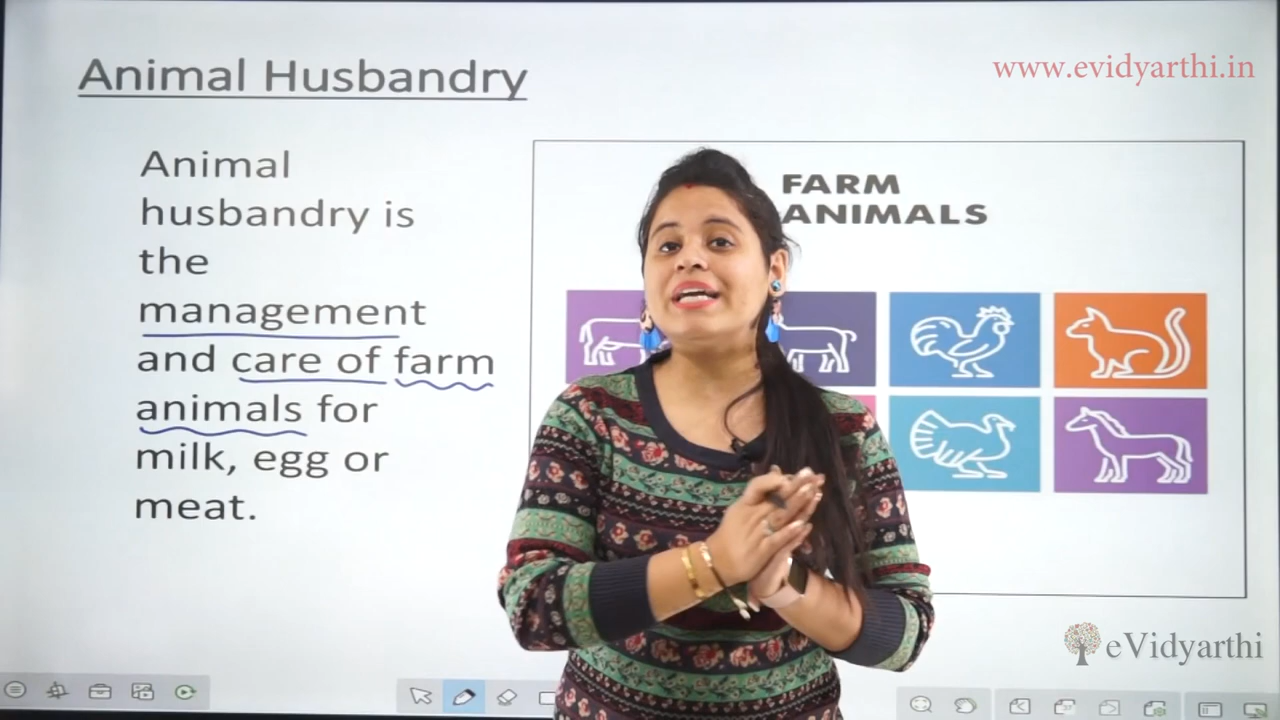 Animal Husbandry
www.evidyarthi.in
Animal
husbandry is
the
management
and care of farm
animals for
milk, egg or
meat.
FARM
ANIMALS
eVidyarthi